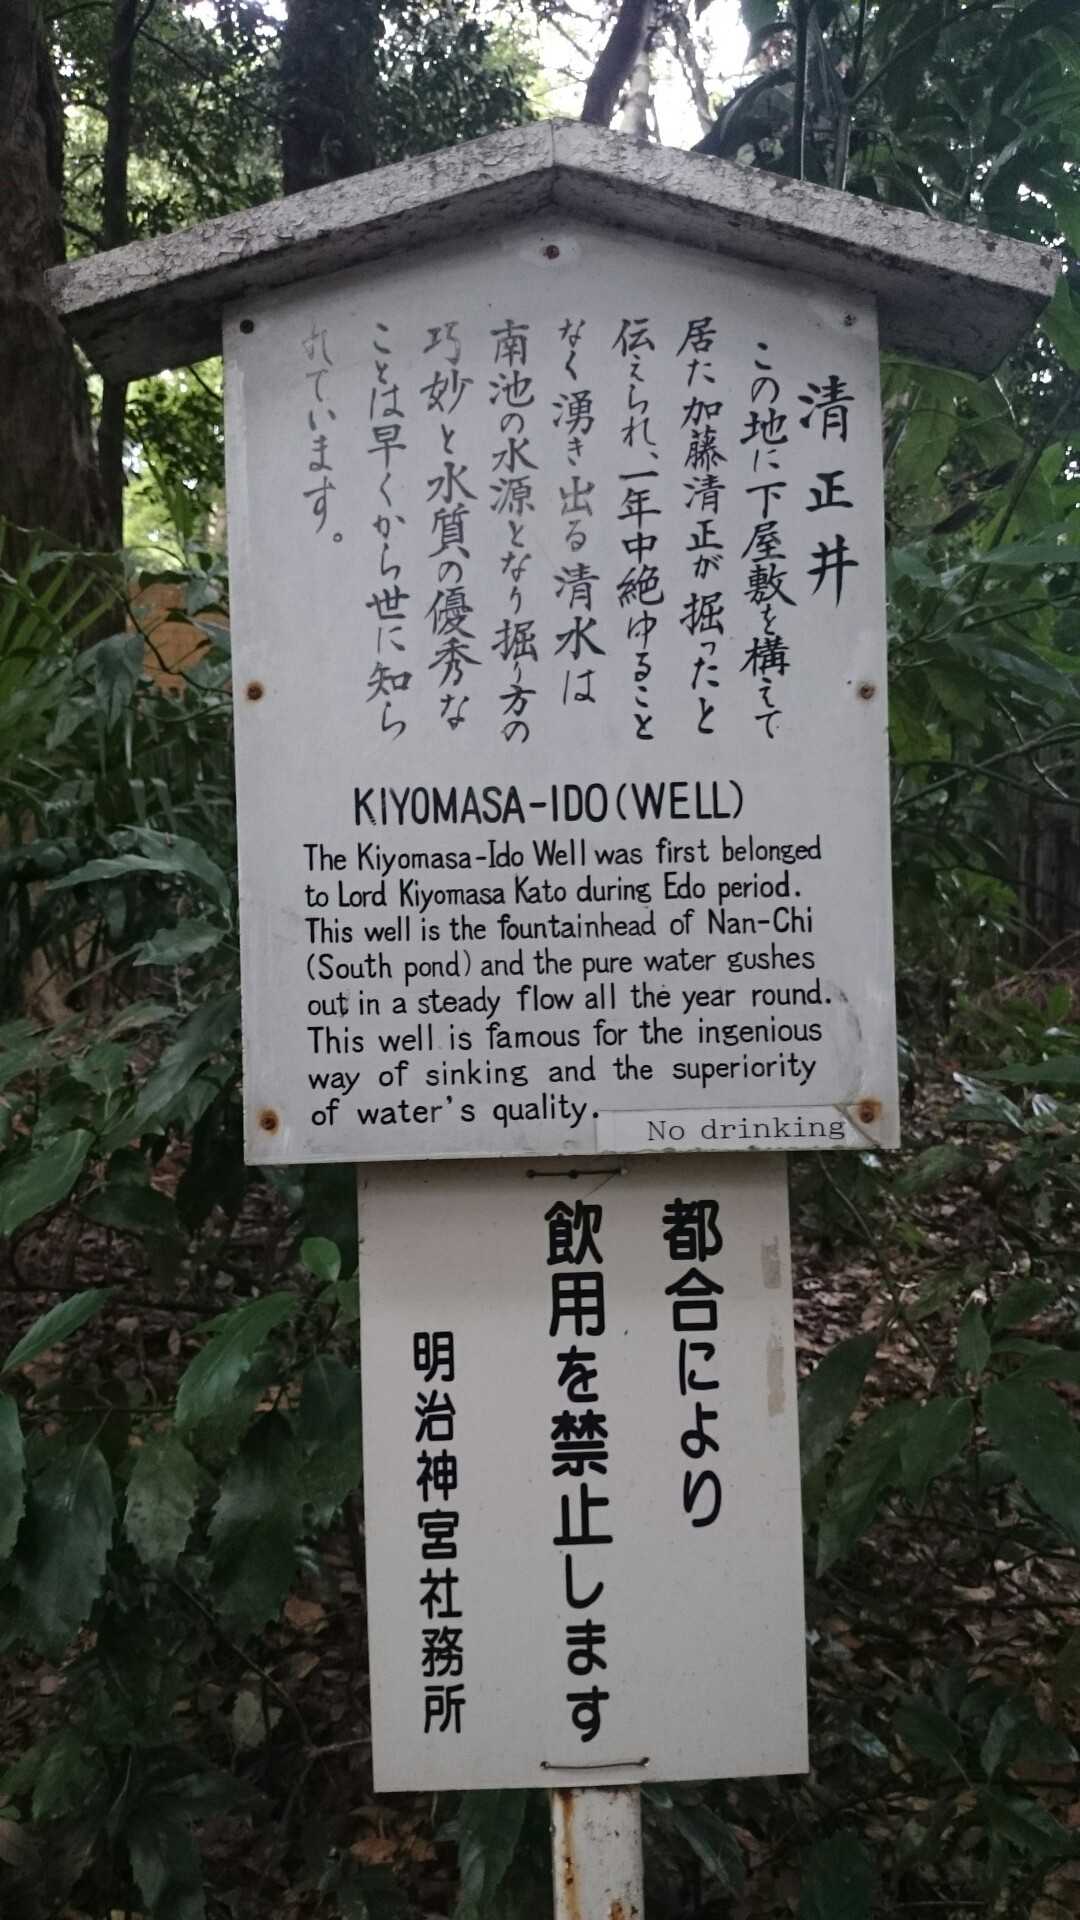 清正井
この地に下屋敷を構えて
居た加藤清正が掘ったと
伝えられ、一年中絶ゆること
なく湧き出る清水は
南池の水源となり掘り方の
巧妙と水質の優秀な
ことは早くから世に知ら
れています。
KIYOMASA-IDO(WELL)
The Kiyomasa-Ido Well was first belonged
to Lord Kiyomasa Kato during Edo period.
This well is the fountainhead of Nan-Chi
(South pond) and the pure water gushes
out in a steady flow all the year round.
This well is famous for the ingenious
way of sinking and the superiority
of water's quality.
No drinking
都合により
飲用を禁止します
明治神宮社務所